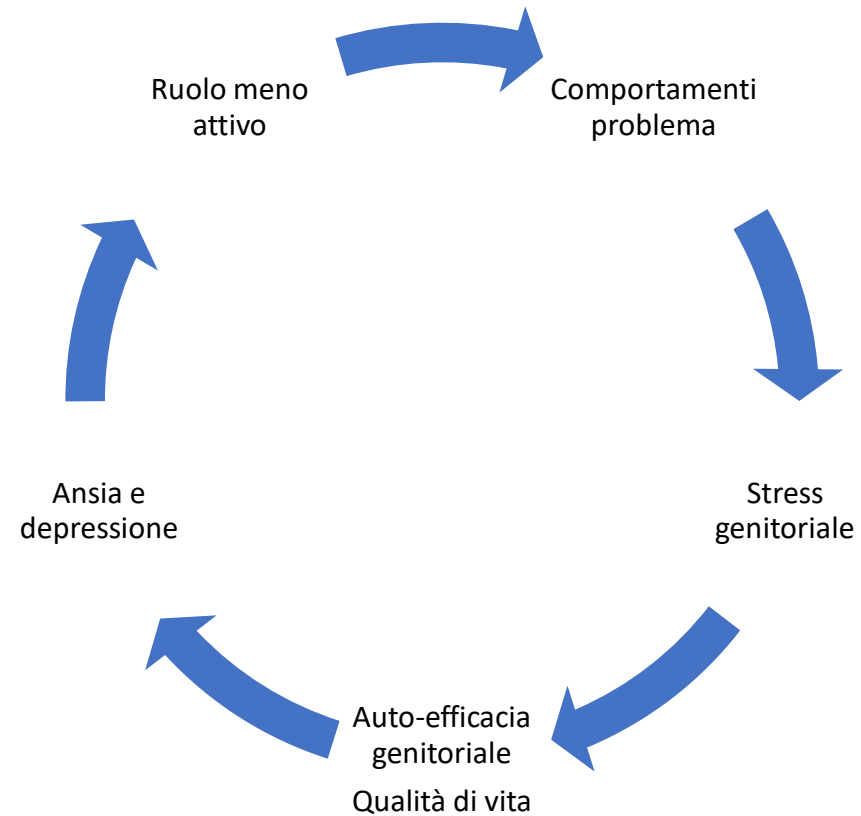 Ruolo meno
attivo
Comportamenti
problema
Stress
genitoriale
Auto-efficacia
genitoriale
Qualità di vita
Ansia e
depressione